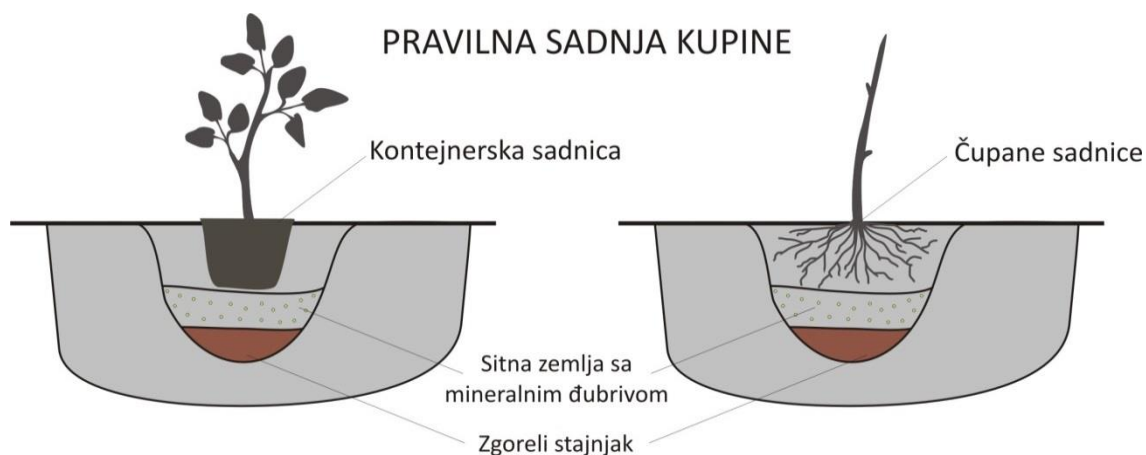 PRAVILNA SADNJA KUPINE
Kontejnerska sadnica
Čupane sadnice
Sitna zemlja sa
mineralnim đubrivom
Zgoreli stajnjak